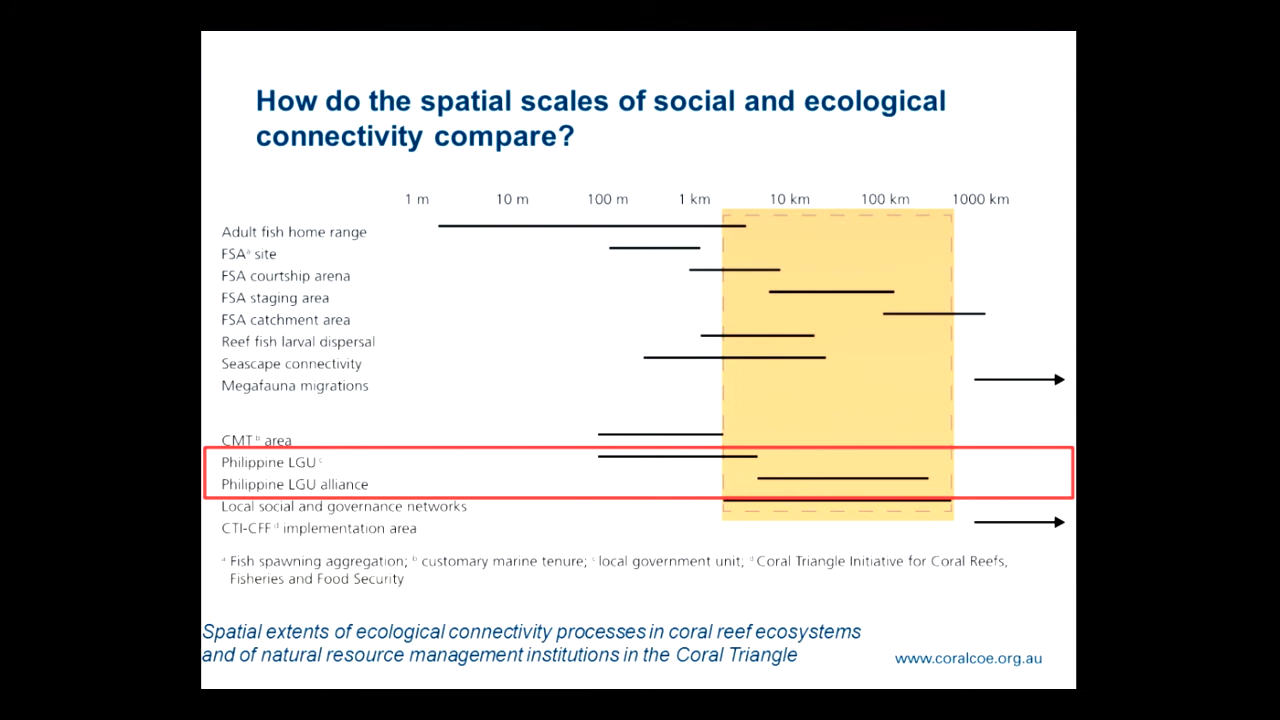 How do the spatial scales of social and ecological
connectivity compare?
1 m 10 m 100 m 1 km 10 km 100 km 1000 km
Adult fish home range
FSAᵃ site
FSA courtship arena
FSA staging area
FSA catchment area
Reef fish larval dispersal
Seascape connectivity
Megafauna migrations
CMT ᵇ area
Philippine LGU ᶜ
Philippine LGU alliance
Local social and governance networks
CTI-CFF ᵈ implementation area
ᵃ Fish spawning aggregation; ᵇ customary marine tenure; ᶜ local government unit; ᵈ Coral Triangle Initiative for Coral Reefs,
Fisheries and Food Security
Spatial extents of ecological connectivity processes in coral reef ecosystems
and of natural resource management institutions in the Coral Triangle
www.coralcoe.org.au